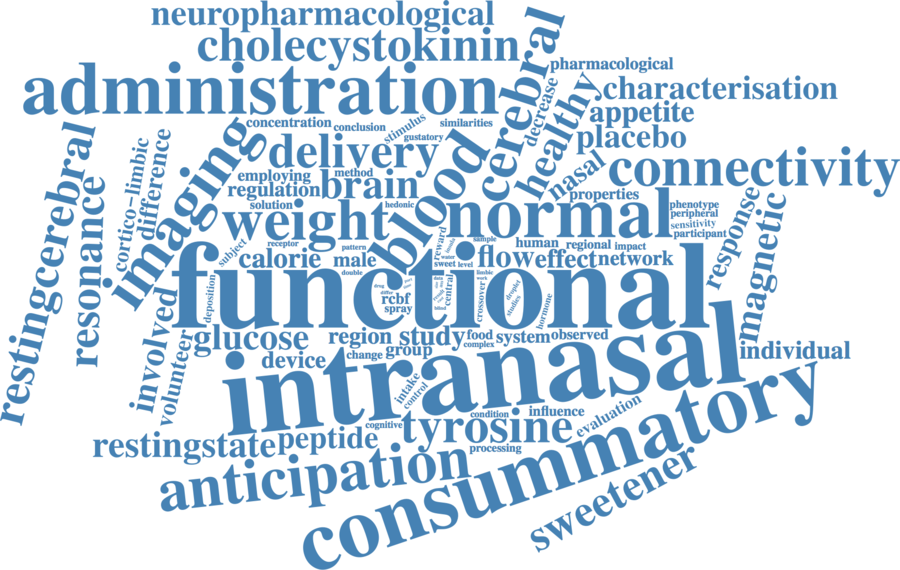 neuropharmacological
cholecystokinin
cerebral
pharmacological
administration
characterisation
decrease
healthy
appetite
concentration
conclusion
stimulus
similarities
gustatory
placebo
restingcerebral
cortico-limbic
difference
imaging
delivery
blood
nasal
connectivity
employing
method
regulation
brain
properties
resonance
solution
hedonic
weight
normal
phenotype
peripheral
sensitivity
participant
response
magnetic
subject
receptor
pattern
reward
sample
human
regional
impact
calorie
male
water
sweet
level
flow
effect
network
double
limbic
work
functional
deposition
drug
rcbf
spray
central
blind
crossover
droplet
studies
hormone
involved
volunteer
glucose
region
study
food
system
observed
complex
device
change
group
individual
intranasal
intake
control
condition
influence
evaluation
cognitive
tyrosine
processing
restingstate
peptide
anticipation
consummatory
sweetener